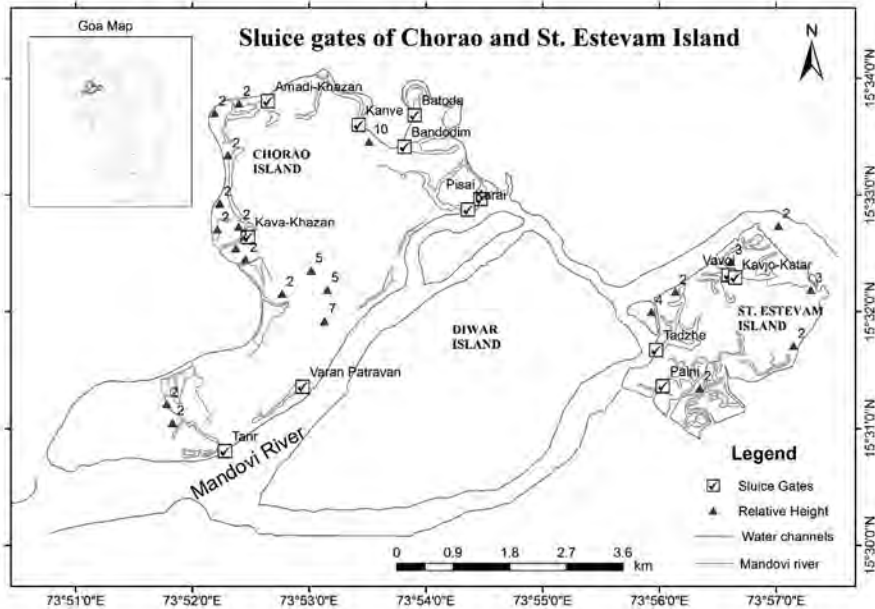 Goa Map
Sluice gates of Chorao and St. Estevam Island
N
2
2
Amadi-Khazan
Kanve
10
Batoda
Bandodim
2
CHORAO
ISLAND
Pisai
Karai
2
2
2
Kava-Khazan
2
5
2
5
7
2
3
Vavol
Kavjo-Katar
2
3
4
ST. ESTEVAM
ISLAND
DIWAR
ISLAND
Tadzhe
2
Palni
2
Varan Patravan
2
2
Tarir
Mandovi River
Legend
Sluice Gates
Relative Height
Water channels
Mandovi river
0 0.9 1.8 2.7 3.6
km
15°34'0"N
15°33'0"N
15°32'0"N
15°31'0"N
15°30'0"N
73°51'0"E 73°52'0"E 73°53'0"E 73°54'0"E 73°55'0"E 73°56'0"E 73°57'0"E